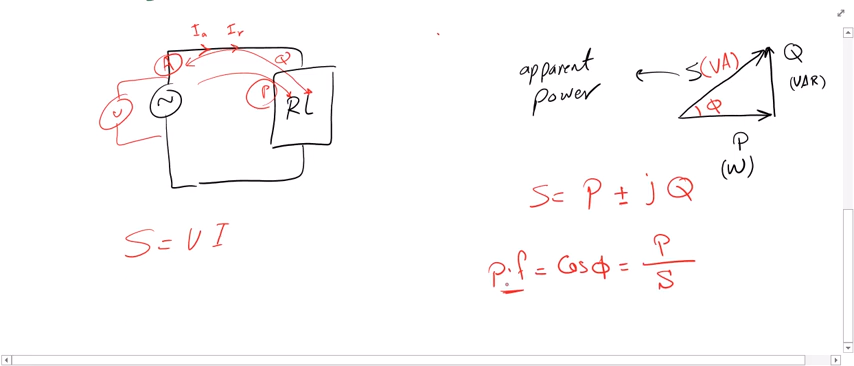 Ia Ir
A
Q
V
~
P
RL
S = V I
apparent
power
S(VA)
Q
(VAR)
ϕ
P
(W)
S = P ± j Q
p.f = Cos ϕ = P / S